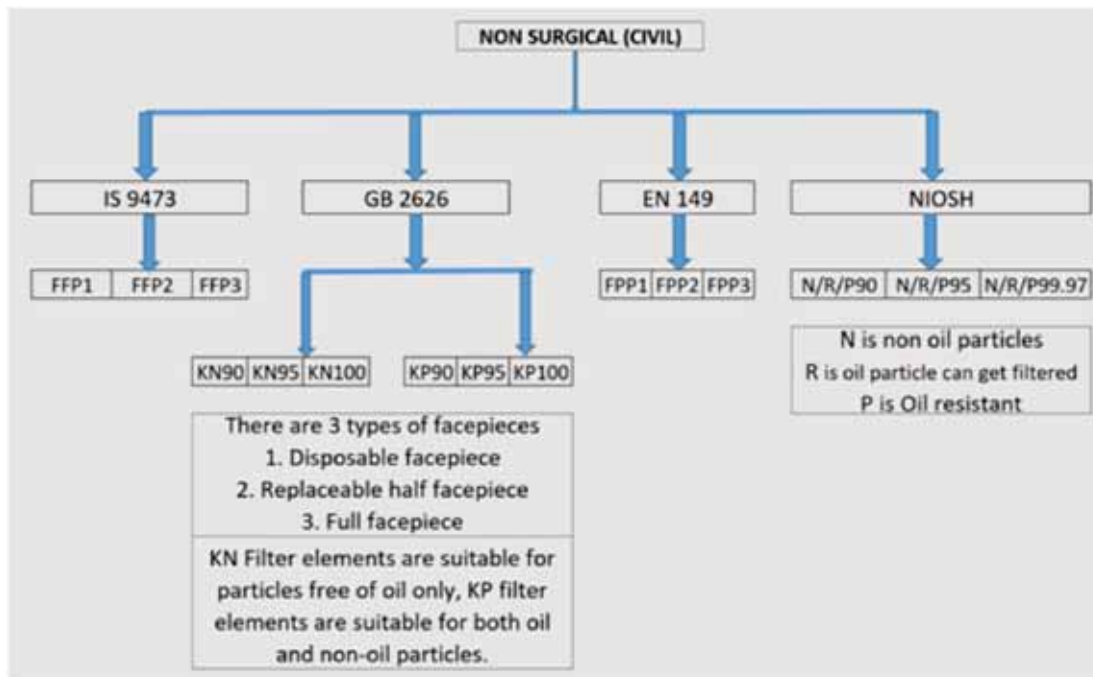 NON SURGICAL (CIVIL)
IS 9473
GB 2626
EN 149
NIOSH
FFP1 FFP2 FFP3
FPP1 FPP2 FPP3
N/R/P90 N/R/P95 N/R/P99.97
KN90 KN95 KN100
KP90 KP95 KP100
N is non oil particles
R is oil particle can get filtered
P is Oil resistant
There are 3 types of facepieces
1. Disposable facepiece
2. Replaceable half facepiece
3. Full facepiece
KN Filter elements are suitable for
particles free of oil only, KP filter
elements are suitable for both oil
and non-oil particles.